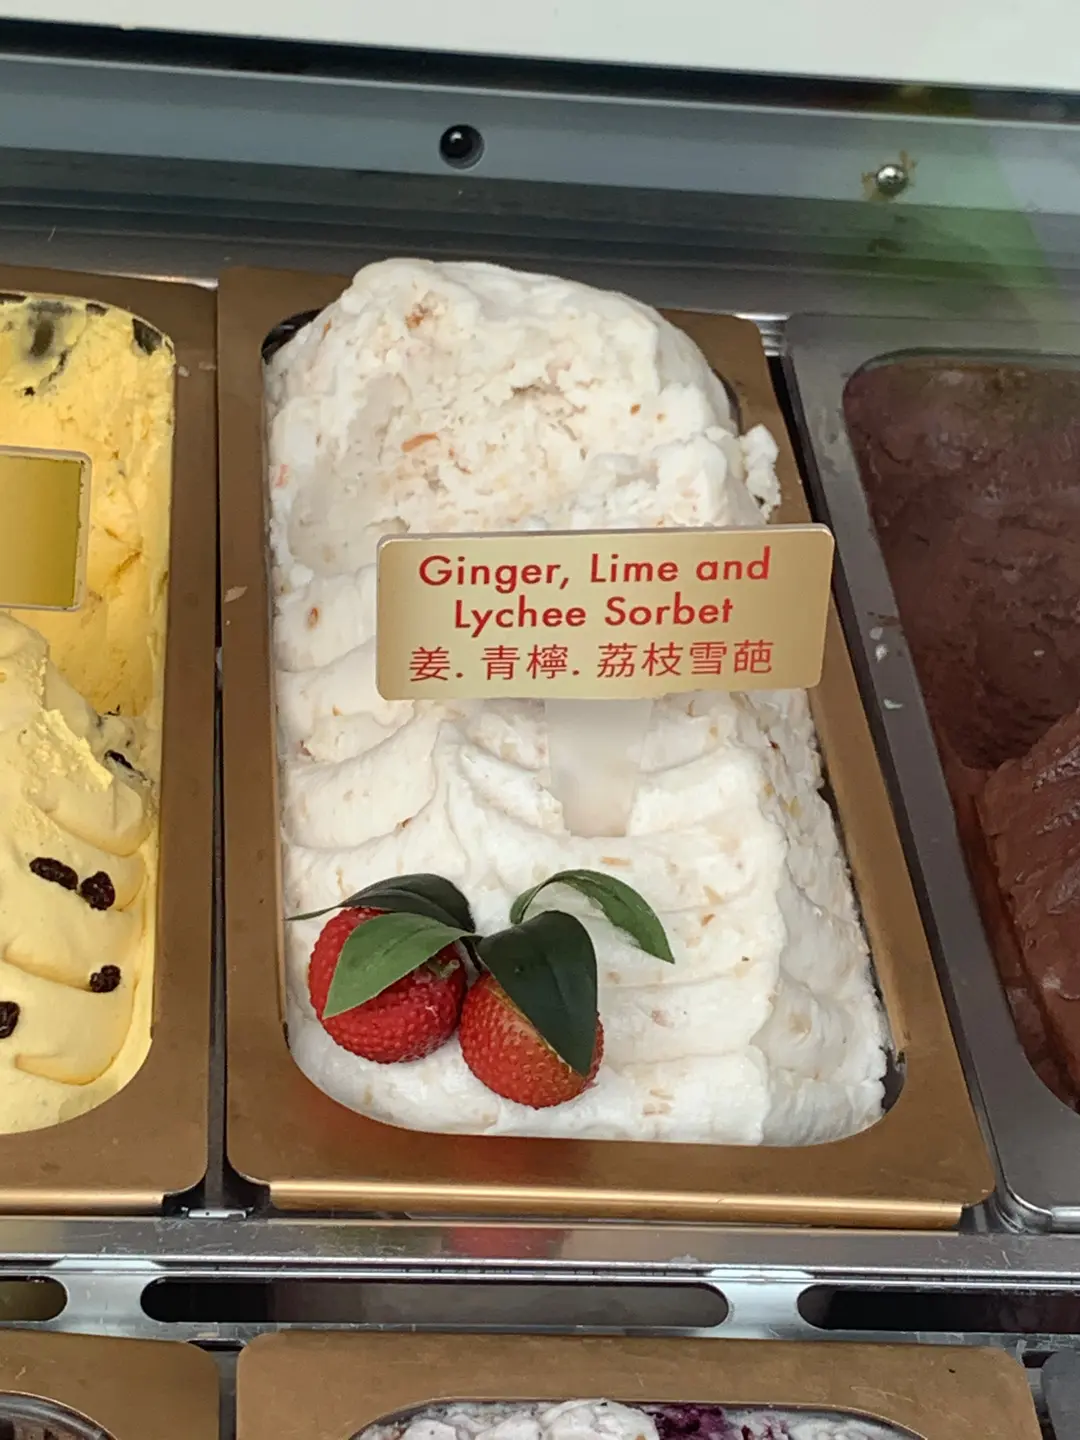 Ginger, Lime and
Lychee Sorbet
姜. 青檸. 荔枝雪葩